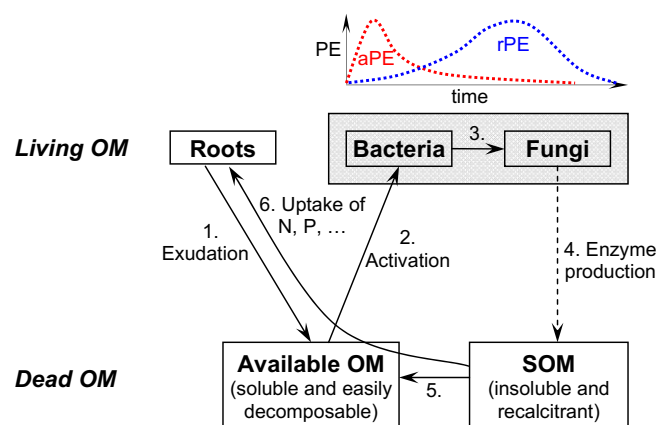 PE
aPE
rPE
time
Living OM
Roots
Bacteria
3.
Fungi
1.
Exudation
6. Uptake of
N, P, ...
2.
Activation
4. Enzyme
production
Dead OM
Available OM
(soluble and easily
decomposable)
5.
SOM
(insoluble and
recalcitrant)